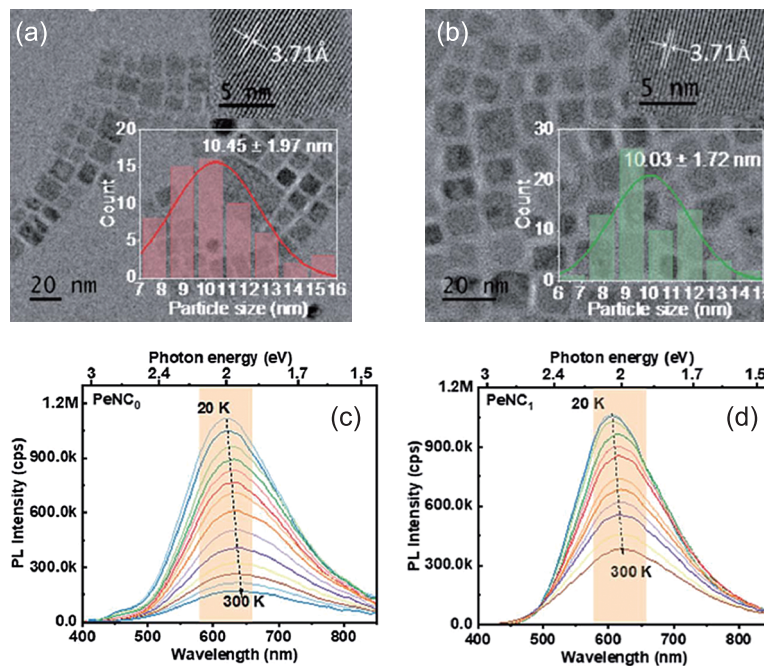 (a)
3.71Å
5 nm
20
15
10
5
0
Count
10.45 ± 1.97 nm
7 8 9 10 11 12 13 14 15 16
Particle size (nm)
20 nm
(b)
3.71Å
5 nm
30
20
10
0
Count
10.03 ± 1.72 nm
6 7 8 9 10 11 12 13 14 15
Particle size (nm)
20 nm
Photon energy (eV)
3 2.4 2 1.7 1.5
1.2M
900.0k
600.0k
300.0k
0.0
PL Intensity (cps)
PeNC0
20 K
(c)
300 K
400 500 600 700 800
Wavelength (nm)
Photon energy (eV)
3 2.4 2 1.7 1.5
1.2M
900.0k
600.0k
300.0k
0.0
PL Intensity (cps)
PeNC1
20 K
(d)
300 K
400 500 600 700 800
Wavelength (nm)